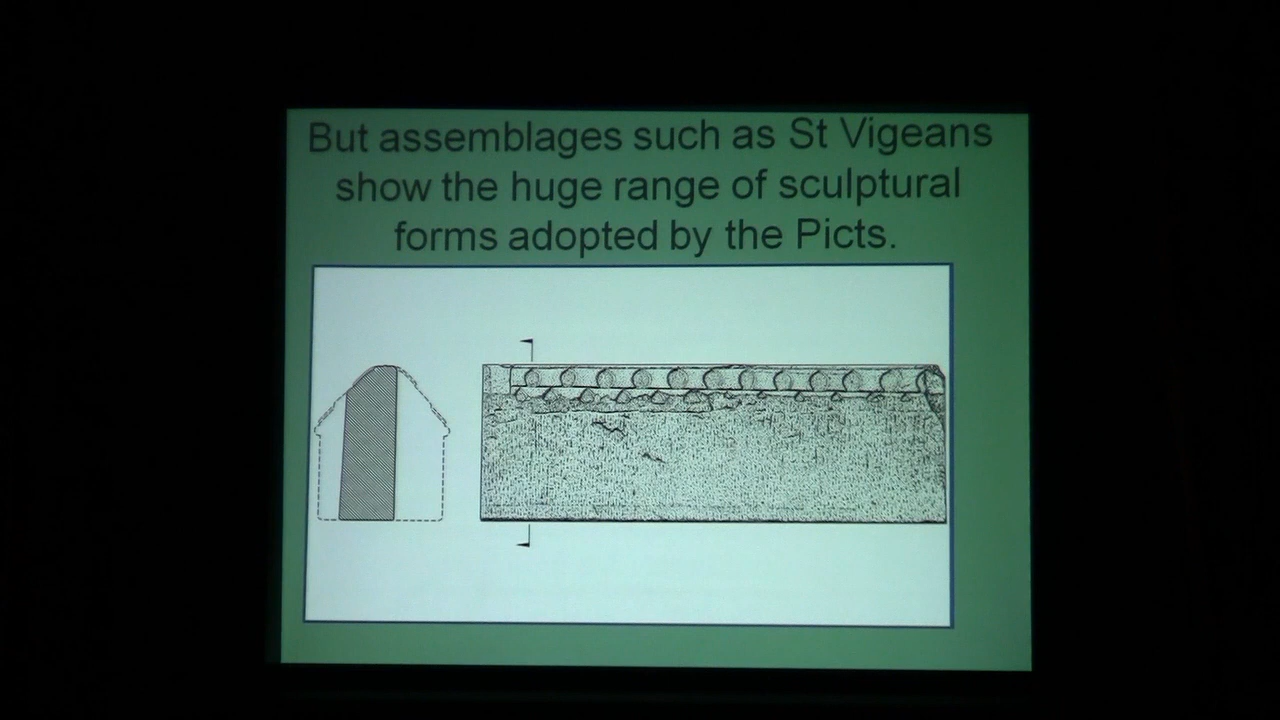 But assemblages such as St Vigeans
show the huge range of sculptural
forms adopted by the Picts.